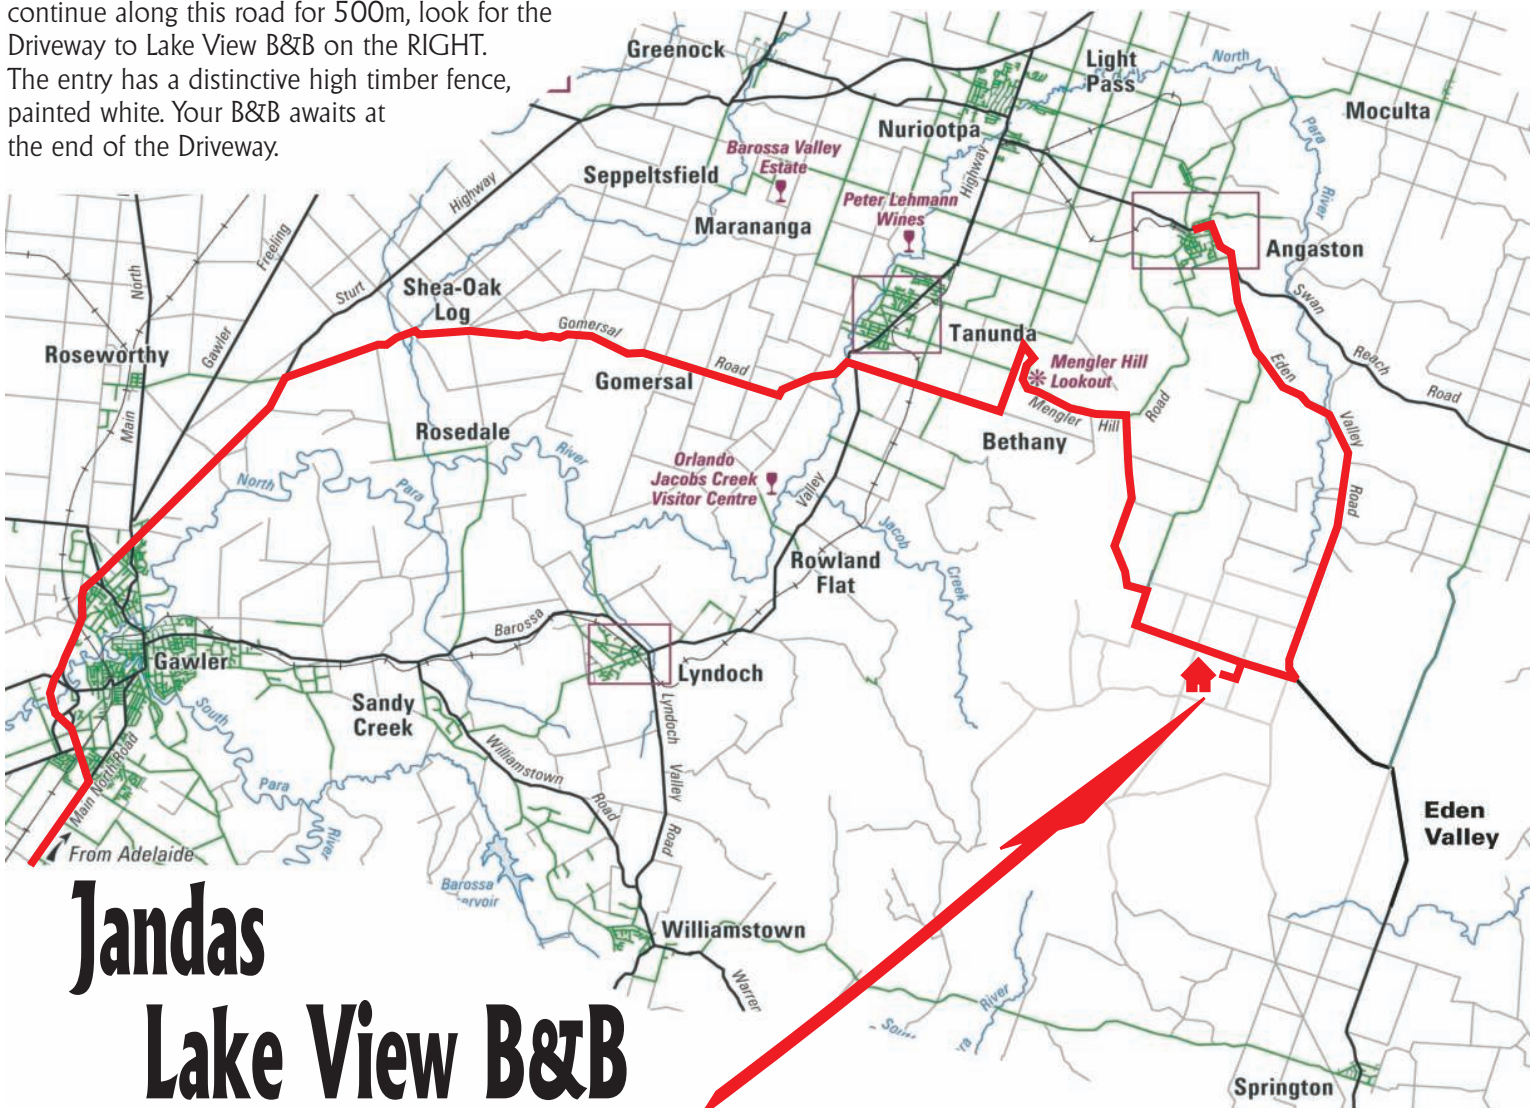 continue along this road for 500m, look for the
Driveway to Lake View B&B on the RIGHT.
The entry has a distinctive high timber fence,
painted white. Your B&B awaits at
the end of the Driveway.
Greenock
Light
Pass
North
Moculta
Para
River
Nuriootpa
Barossa Valley
Estate
Seppeltsfield
Highway
Highway
Peter Lehmann
Wines
Marananga
Angaston
North
Freeling
Sturt
Shea-Oak
Log
Gomersal
Tanunda
Swan
Reach
Road
Roseworthy
Gawler
Main
Gomersal
Road
Mengler Hill
Lookout
Eden
Valley
Road
Mengler
Hill
Road
Bethany
Rosedale
River
North
Para
Orlando
Jacobs Creek
Visitor Centre
Valley
Jacob
Creek
Rowland
Flat
Barossa
Gawler
Lyndoch
Sandy
Creek
South
Para
River
Lyndoch
Valley
Road
Williamstown
Road
Main North Road
From Adelaide
Eden
Valley
Barossa
ervoir
Williamstown
Warren
River
South
ra
Springton
Jandas
Lake View B&B